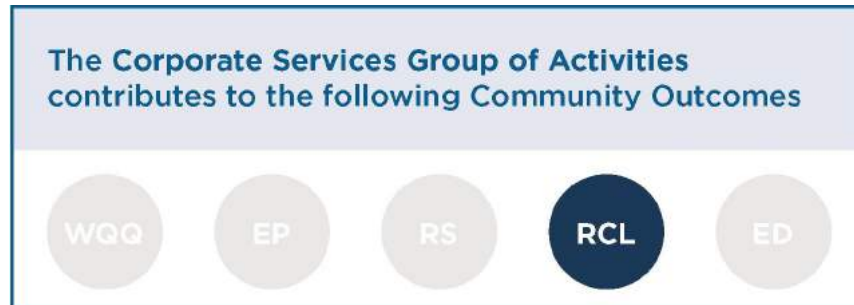 The Corporate Services Group of Activities
contributes to the following Community Outcomes
WQQ EP RS RCL ED